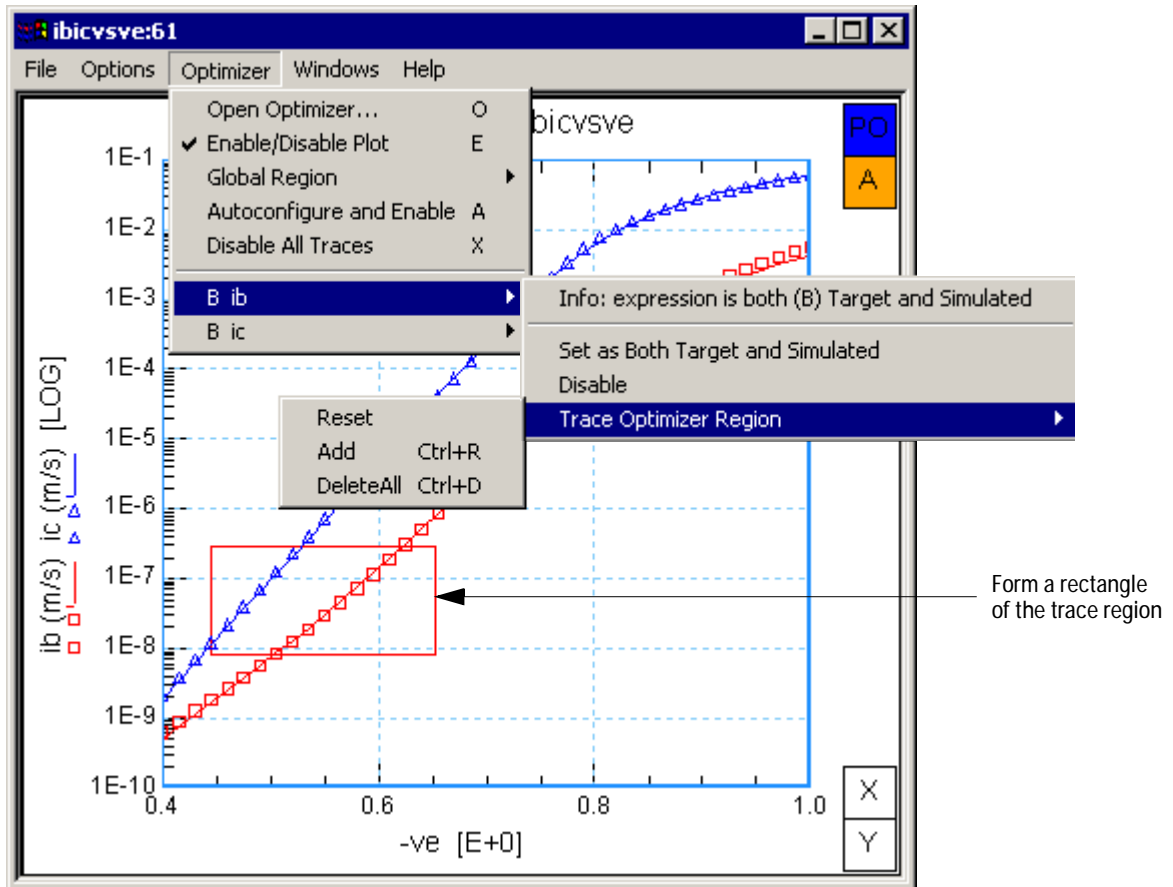 ibicvsve:61
File Options Optimizer Windows Help
Open Optimizer... O
Enable/Disable Plot E
Global Region
Autoconfigure and Enable A
Disable All Traces X
B ib
B ic
Info: expression is both (B) Target and Simulated
Set as Both Target and Simulated
Disable
Trace Optimizer Region
Reset
Add Ctrl+R
DeleteAll Ctrl+D
bicvsve
PO
A
1E-1
1E-2
1E-3
1E-4
1E-5
1E-6
1E-7
1E-8
1E-9
1E-10
ib (m/s) ic (m/s) [LOG]
0.4 0.6 0.8 1.0
-ve [E+0]
X
Y
Form a rectangle
of the trace region